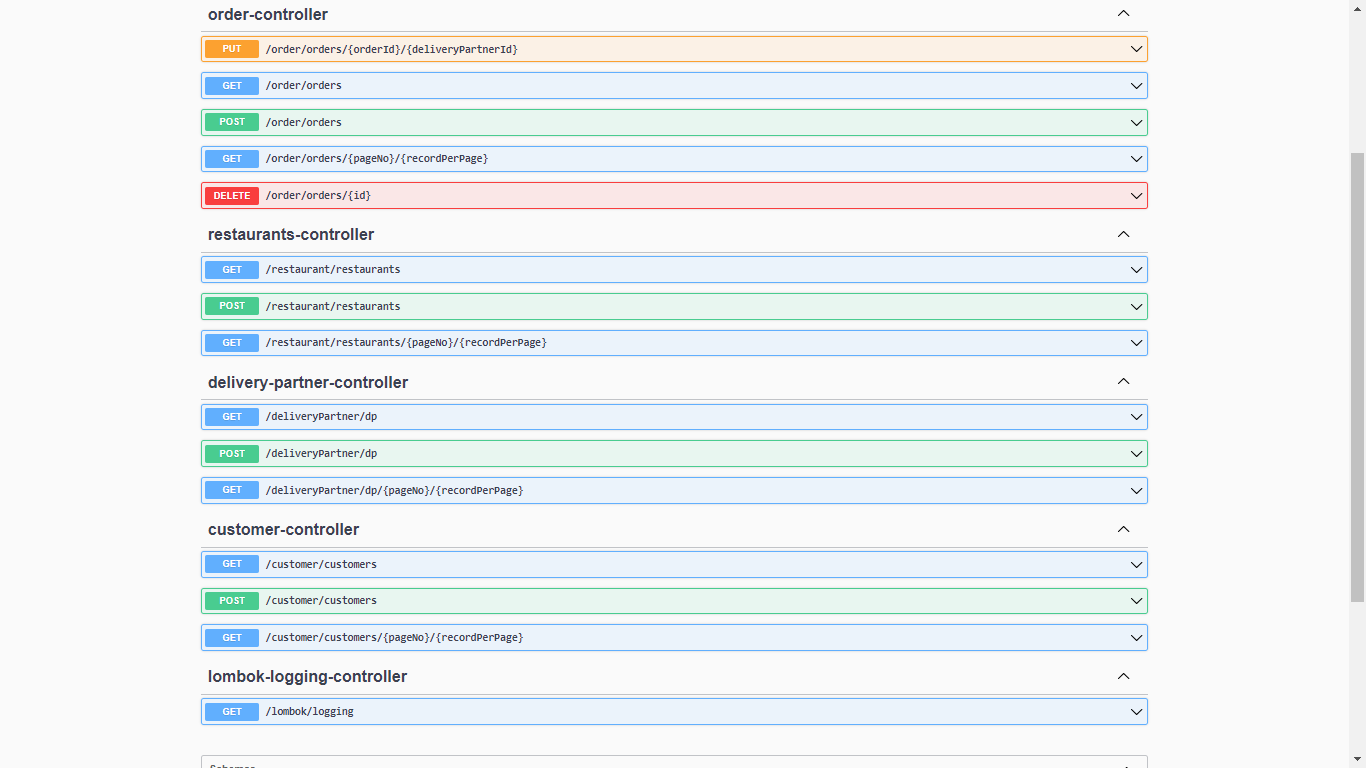 order-controller
PUT /order/orders/{orderId}/{deliveryPartnerId}
GET /order/orders
POST /order/orders
GET /order/orders/{pageNo}/{recordPerPage}
DELETE /order/orders/{id}
restaurants-controller
GET /restaurant/restaurants
POST /restaurant/restaurants
GET /restaurant/restaurants/{pageNo}/{recordPerPage}
delivery-partner-controller
GET /deliveryPartner/dp
POST /deliveryPartner/dp
GET /deliveryPartner/dp/{pageNo}/{recordPerPage}
customer-controller
GET /customer/customers
POST /customer/customers
GET /customer/customers/{pageNo}/{recordPerPage}
lombok-logging-controller
GET /lombok/logging